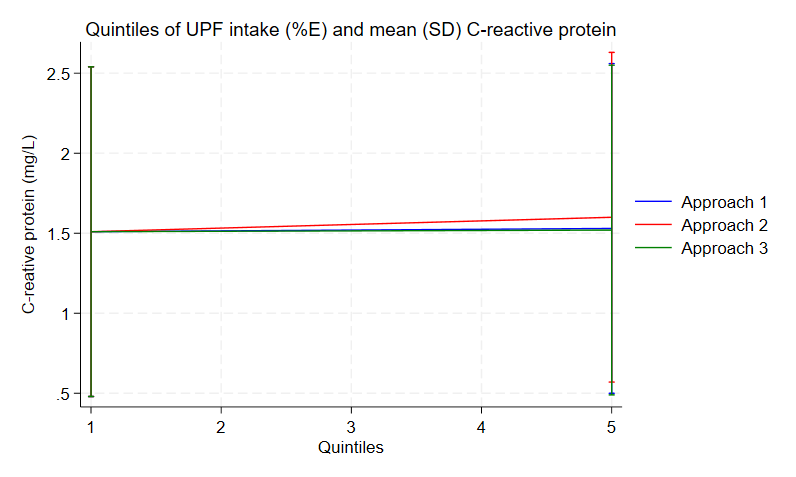 Quintiles of UPF intake (%E) and mean (SD) C-reactive protein
C-reative protein (mg/L)
2.5
2
1.5
1
.5
1 2 3 4 5
Quintiles
Approach 1
Approach 2
Approach 3